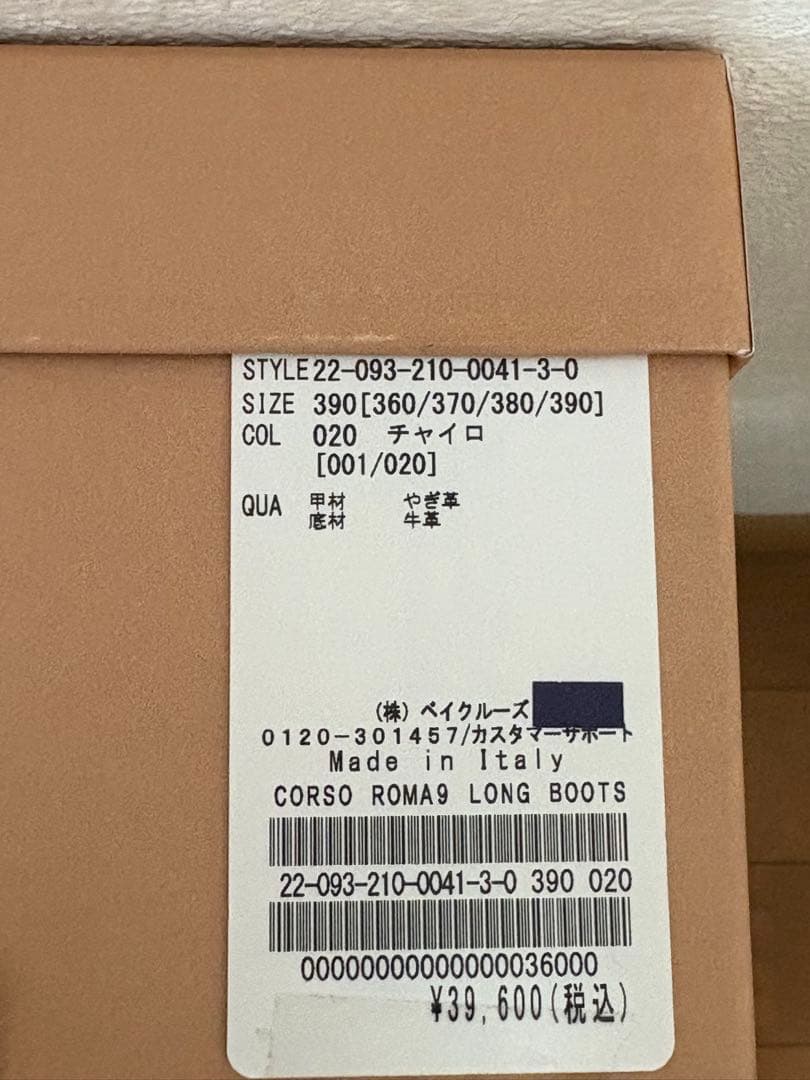 STYLE 22-093-210-0041-3-0
SIZE 390[360/370/380/390]
COL 020 チャイロ
[001/020]
QUA 甲材 やぎ革
底材 牛革
(株) ベイクルーズ
0120-301457/カスタマーサポート
Made in Italy
CORSO ROMA9 LONG BOOTS
22-093-210-0041-3-0 390 020
00000000000000036000
¥39,600(税込)